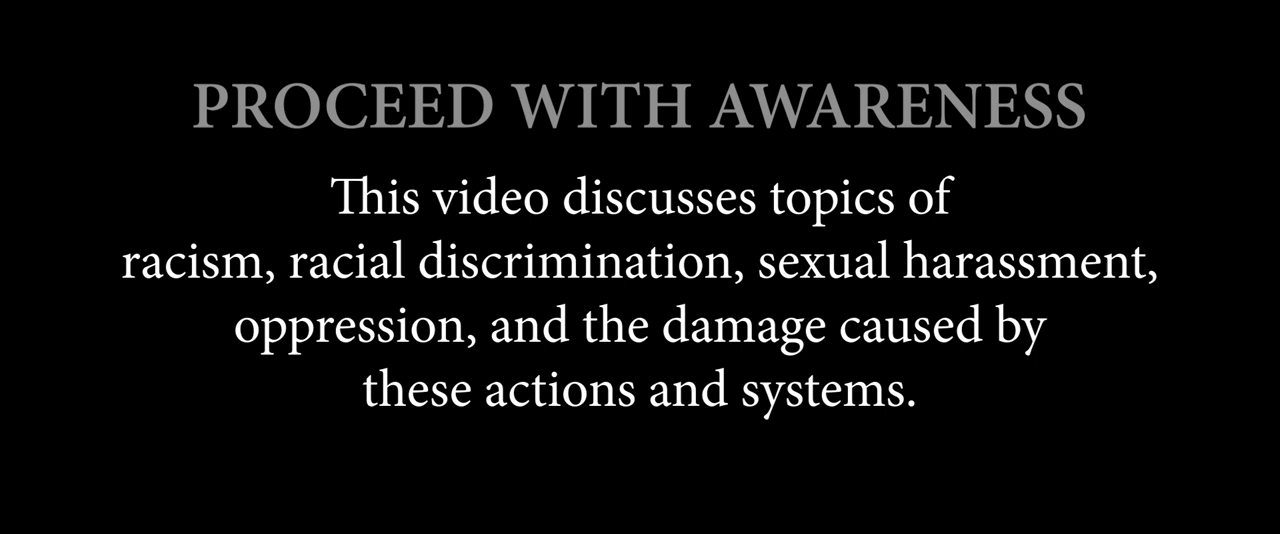 PROCEED WITH AWARENESS
This video discusses topics of
racism, racial discrimination, sexual harassment,
oppression, and the damage caused by
these actions and systems.